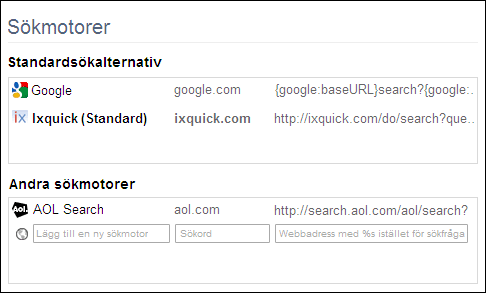 Sökmotorer
Standardsökalternativ
Google google.com {google:baseURL}search?{google:...
ix Ixquick (Standard) ixquick.com http://ixquick.com/do/search?que...
Andra sökmotorer
Aol. AOL Search aol.com http://search.aol.com/aol/search?
Lägg till en ny sökmotor Sökord Webbadress med %s istället för sökfråga